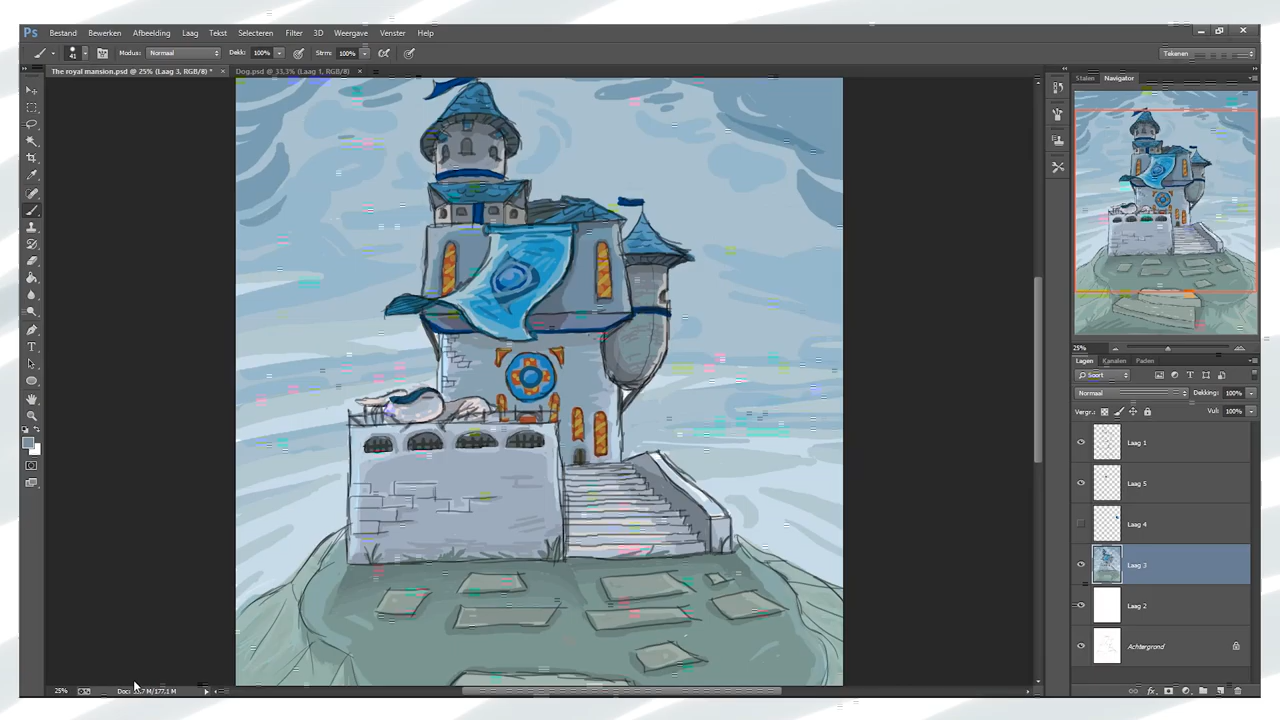 Ps Bestand Bewerken Afbeelding Laag Tekst Selecteren Filter 3D Weergave Venster Help
41 Modus: Normaal Dekk: 100% Strm: 100% Tekenen
The royal mansion.psd @ 25% (Laag 3, RGB/8) * × Dog.psd @ 33,3% (Laag 1, RGB/8) ×
Stalen Navigator
25%
Lagen Kanalen Paden
Soort
Normaal Dekking: 100%
Vergr.: Vul: 100%
Laag 1
Laag 5
Laag 4
Laag 3
Laag 2
Achtergrond
25% M/177.1 M